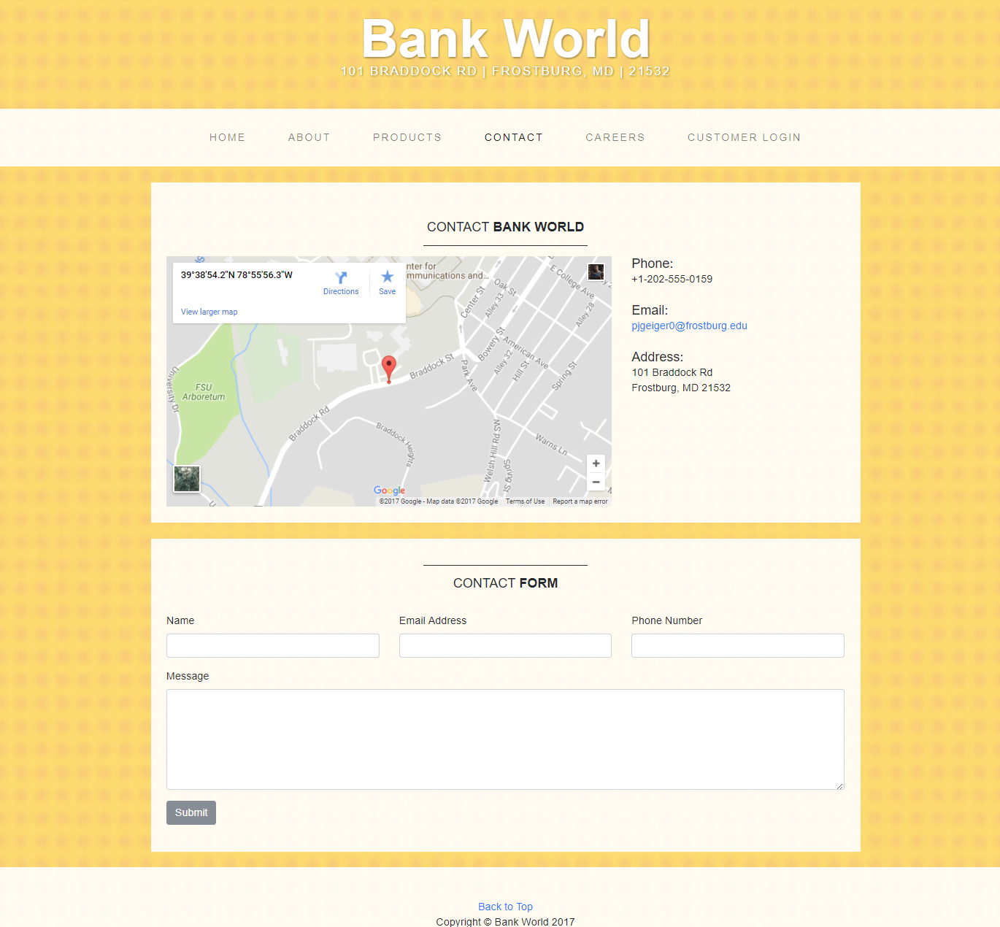 Bank World
101 BRADDOCK RD | FROSTBURG, MD | 21532
HOME ABOUT PRODUCTS CONTACT CAREERS CUSTOMER LOGIN
CONTACT BANK WORLD
39°38'54.2"N 78°55'56.3"W
Directions
Save
View larger map
nter for
mmunications and...
E College Ave
Oak St
Center St
Alley 33
Alley 28
Bowery St
American Ave
Alley 32
Hill St
Spring St
Park Ave
Braddock St
University Dr
FSU
Arboretum
Braddock Rd
Braddock Heights
Welsh Hill Rd SW
Spring St
Warns Ln
Google
©2017 Google - Map data ©2017 Google Terms of Use Report a map error
Phone:
+1-202-555-0159
Email:
pjgeiger0@frostburg.edu
Address:
101 Braddock Rd
Frostburg, MD 21532
CONTACT FORM
Name Email Address Phone Number
Message
Submit
Back to Top
Copyright © Bank World 2017